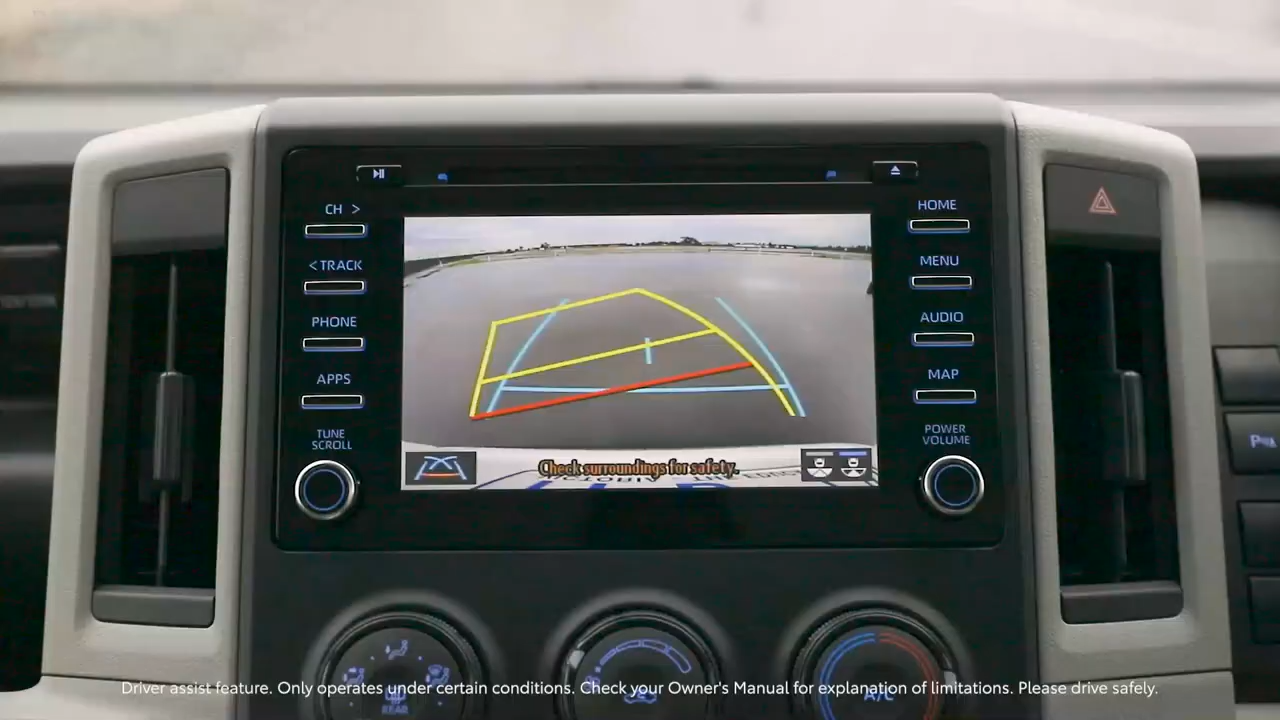 CH >
< TRACK
PHONE
APPS
TUNE
SCROLL
HOME
MENU
AUDIO
MAP
POWER
VOLUME
Check surroundings for safety.
REAR
A/C
Driver assist feature. Only operates under certain conditions. Check your Owner's Manual for explanation of limitations. Please drive safely.